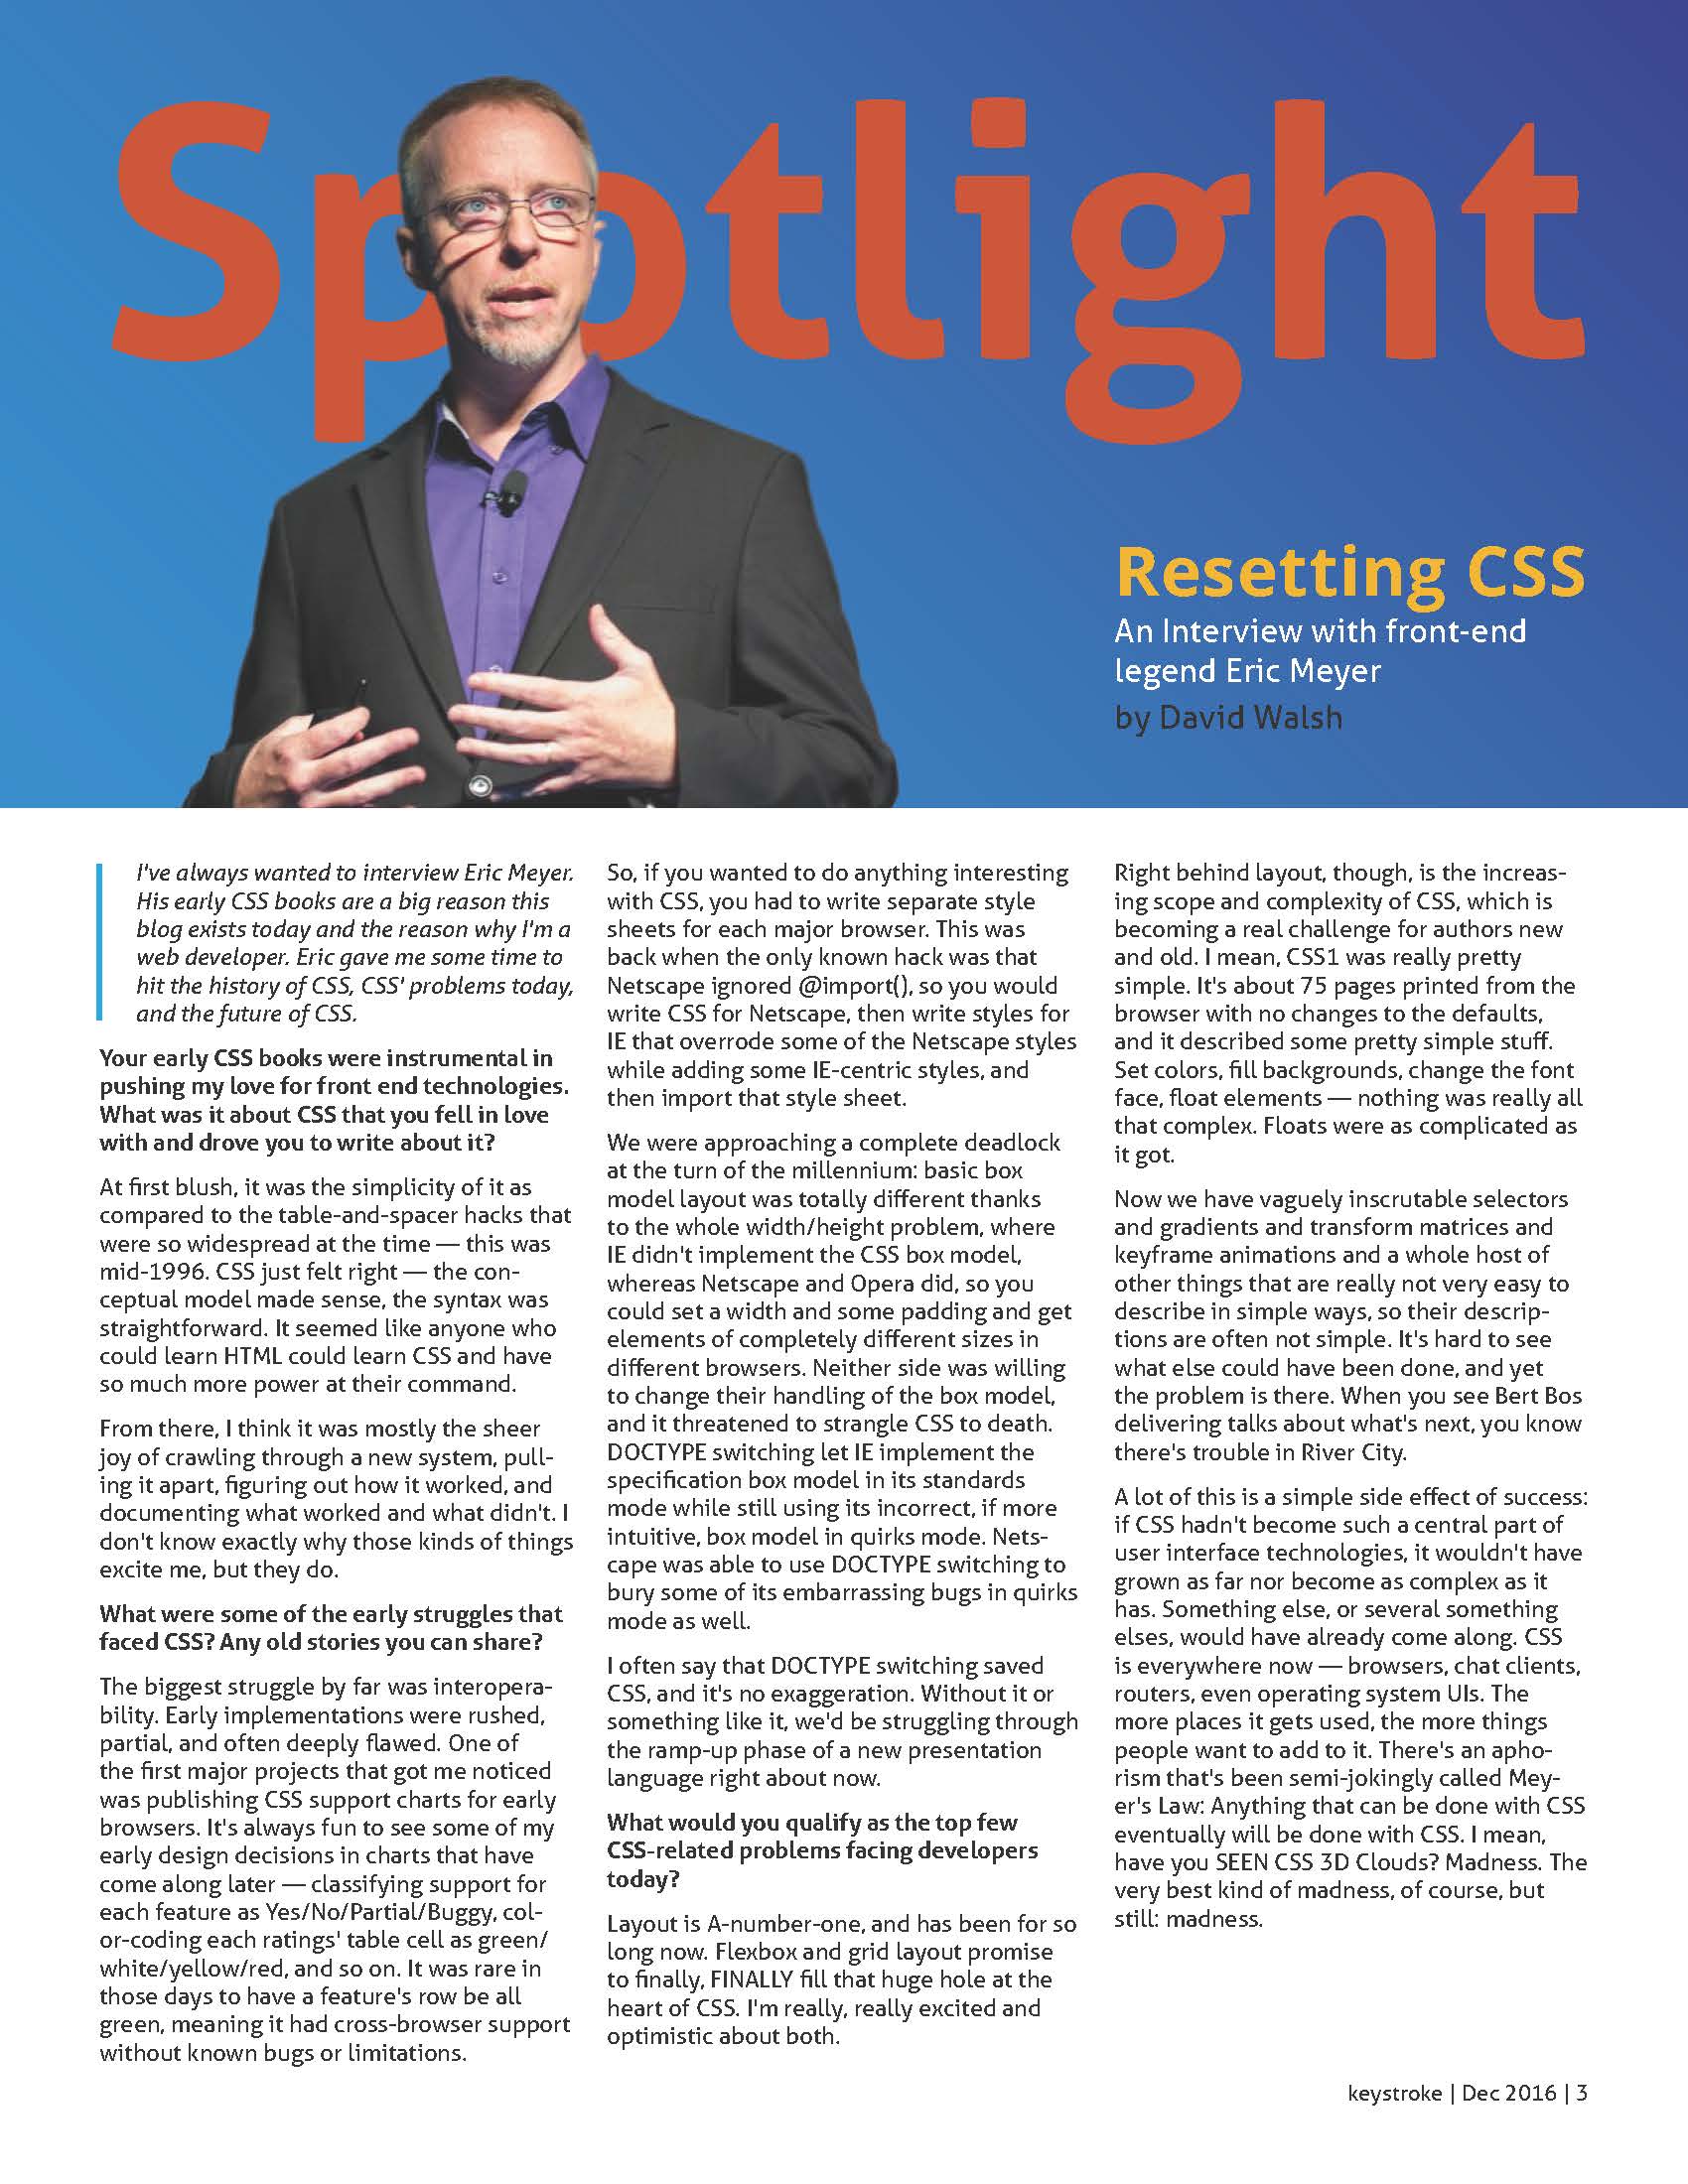 Spotlight
Resetting CSS
An Interview with front-end
legend Eric Meyer
by David Walsh
I've always wanted to interview Eric Meyer.
His early CSS books are a big reason this
blog exists today and the reason why I'm a
web developer. Eric gave me some time to
hit the history of CSS, CSS' problems today,
and the future of CSS.
Your early CSS books were instrumental in
pushing my love for front end technologies.
What was it about CSS that you fell in love
with and drove you to write about it?
At first blush, it was the simplicity of it as
compared to the table-and-spacer hacks that
were so widespread at the time — this was
mid-1996. CSS just felt right — the con-
ceptual model made sense, the syntax was
straightforward. It seemed like anyone who
could learn HTML could learn CSS and have
so much more power at their command.
From there, I think it was mostly the sheer
joy of crawling through a new system, pull-
ing it apart, figuring out how it worked, and
documenting what worked and what didn't. I
don't know exactly why those kinds of things
excite me, but they do.
What were some of the early struggles that
faced CSS? Any old stories you can share?
The biggest struggle by far was interopera-
bility. Early implementations were rushed,
partial, and often deeply flawed. One of
the first major projects that got me noticed
was publishing CSS support charts for early
browsers. It's always fun to see some of my
early design decisions in charts that have
come along later — classifying support for
each feature as Yes/No/Partial/Buggy, col-
or-coding each ratings' table cell as green/
white/yellow/red, and so on. It was rare in
those days to have a feature's row be all
green, meaning it had cross-browser support
without known bugs or limitations.
So, if you wanted to do anything interesting
with CSS, you had to write separate style
sheets for each major browser. This was
back when the only known hack was that
Netscape ignored @import(), so you would
write CSS for Netscape, then write styles for
IE that overrode some of the Netscape styles
while adding some IE-centric styles, and
then import that style sheet.
We were approaching a complete deadlock
at the turn of the millennium: basic box
model layout was totally different thanks
to the whole width/height problem, where
IE didn't implement the CSS box model,
whereas Netscape and Opera did, so you
could set a width and some padding and get
elements of completely different sizes in
different browsers. Neither side was willing
to change their handling of the box model,
and it threatened to strangle CSS to death.
DOCTYPE switching let IE implement the
specification box model in its standards
mode while still using its incorrect, if more
intuitive, box model in quirks mode. Nets-
cape was able to use DOCTYPE switching to
bury some of its embarrassing bugs in quirks
mode as well.
I often say that DOCTYPE switching saved
CSS, and it's no exaggeration. Without it or
something like it, we'd be struggling through
the ramp-up phase of a new presentation
language right about now.
What would you qualify as the top few
CSS-related problems facing developers
today?
Layout is A-number-one, and has been for so
long now. Flexbox and grid layout promise
to finally, FINALLY fill that huge hole at the
heart of CSS. I'm really, really excited and
optimistic about both.
Right behind layout, though, is the increas-
ing scope and complexity of CSS, which is
becoming a real challenge for authors new
and old. I mean, CSS1 was really pretty
simple. It's about 75 pages printed from the
browser with no changes to the defaults,
and it described some pretty simple stuff.
Set colors, fill backgrounds, change the font
face, float elements — nothing was really all
that complex. Floats were as complicated as
it got.
Now we have vaguely inscrutable selectors
and gradients and transform matrices and
keyframe animations and a whole host of
other things that are really not very easy to
describe in simple ways, so their descrip-
tions are often not simple. It's hard to see
what else could have been done, and yet
the problem is there. When you see Bert Bos
delivering talks about what's next, you know
there's trouble in River City.
A lot of this is a simple side effect of success:
if CSS hadn't become such a central part of
user interface technologies, it wouldn't have
grown as far nor become as complex as it
has. Something else, or several something
elses, would have already come along. CSS
is everywhere now — browsers, chat clients,
routers, even operating system UIs. The
more places it gets used, the more things
people want to add to it. There's an apho-
rism that's been semi-jokingly called Mey-
er's Law: Anything that can be done with CSS
eventually will be done with CSS. I mean,
have you SEEN CSS 3D Clouds? Madness. The
very best kind of madness, of course, but
still: madness.
keystroke | Dec 2016 | 3